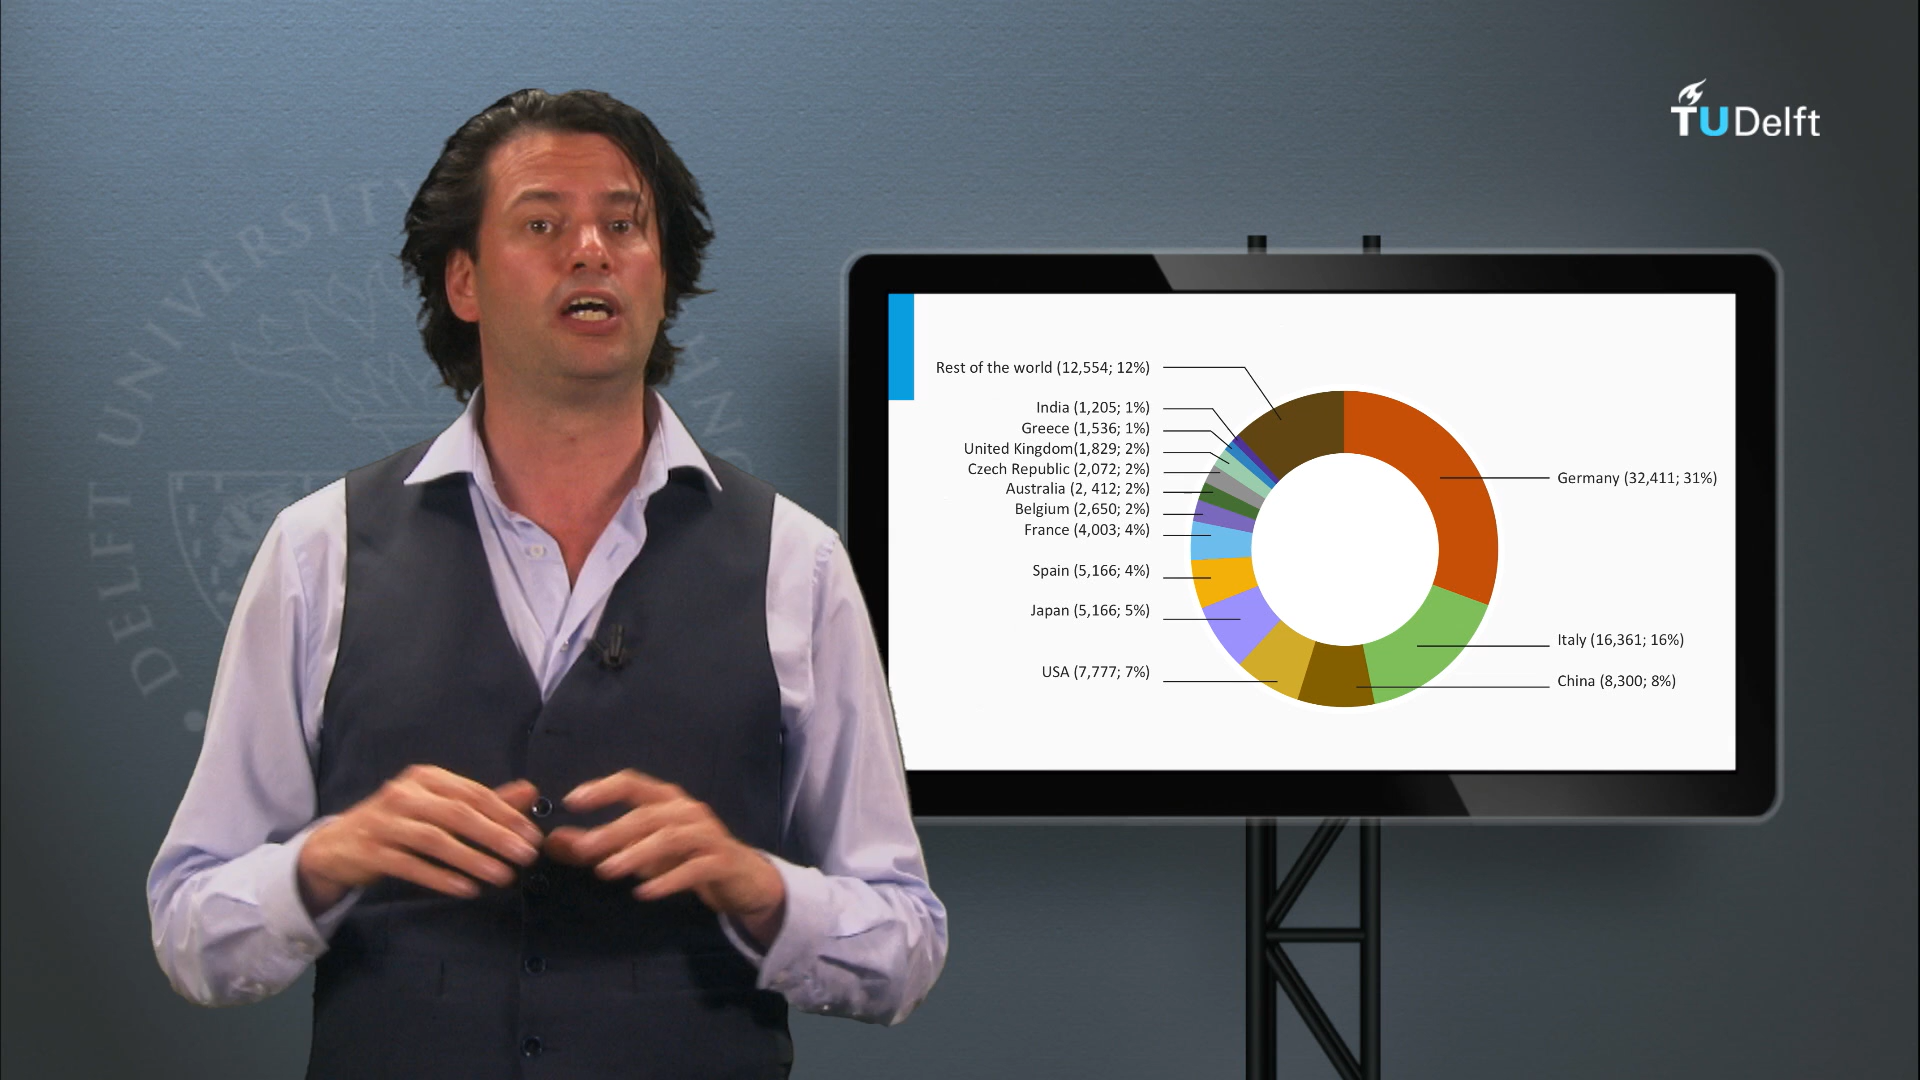 TUDelft
DELFT UNIVERSITY
Rest of the world (12,554; 12%)
India (1,205; 1%)
Greece (1,536; 1%)
United Kingdom(1,829; 2%)
Czech Republic (2,072; 2%)
Australia (2, 412; 2%)
Belgium (2,650; 2%)
France (4,003; 4%)
Spain (5,166; 4%)
Japan (5,166; 5%)
USA (7,777; 7%)
Germany (32,411; 31%)
Italy (16,361; 16%)
China (8,300; 8%)